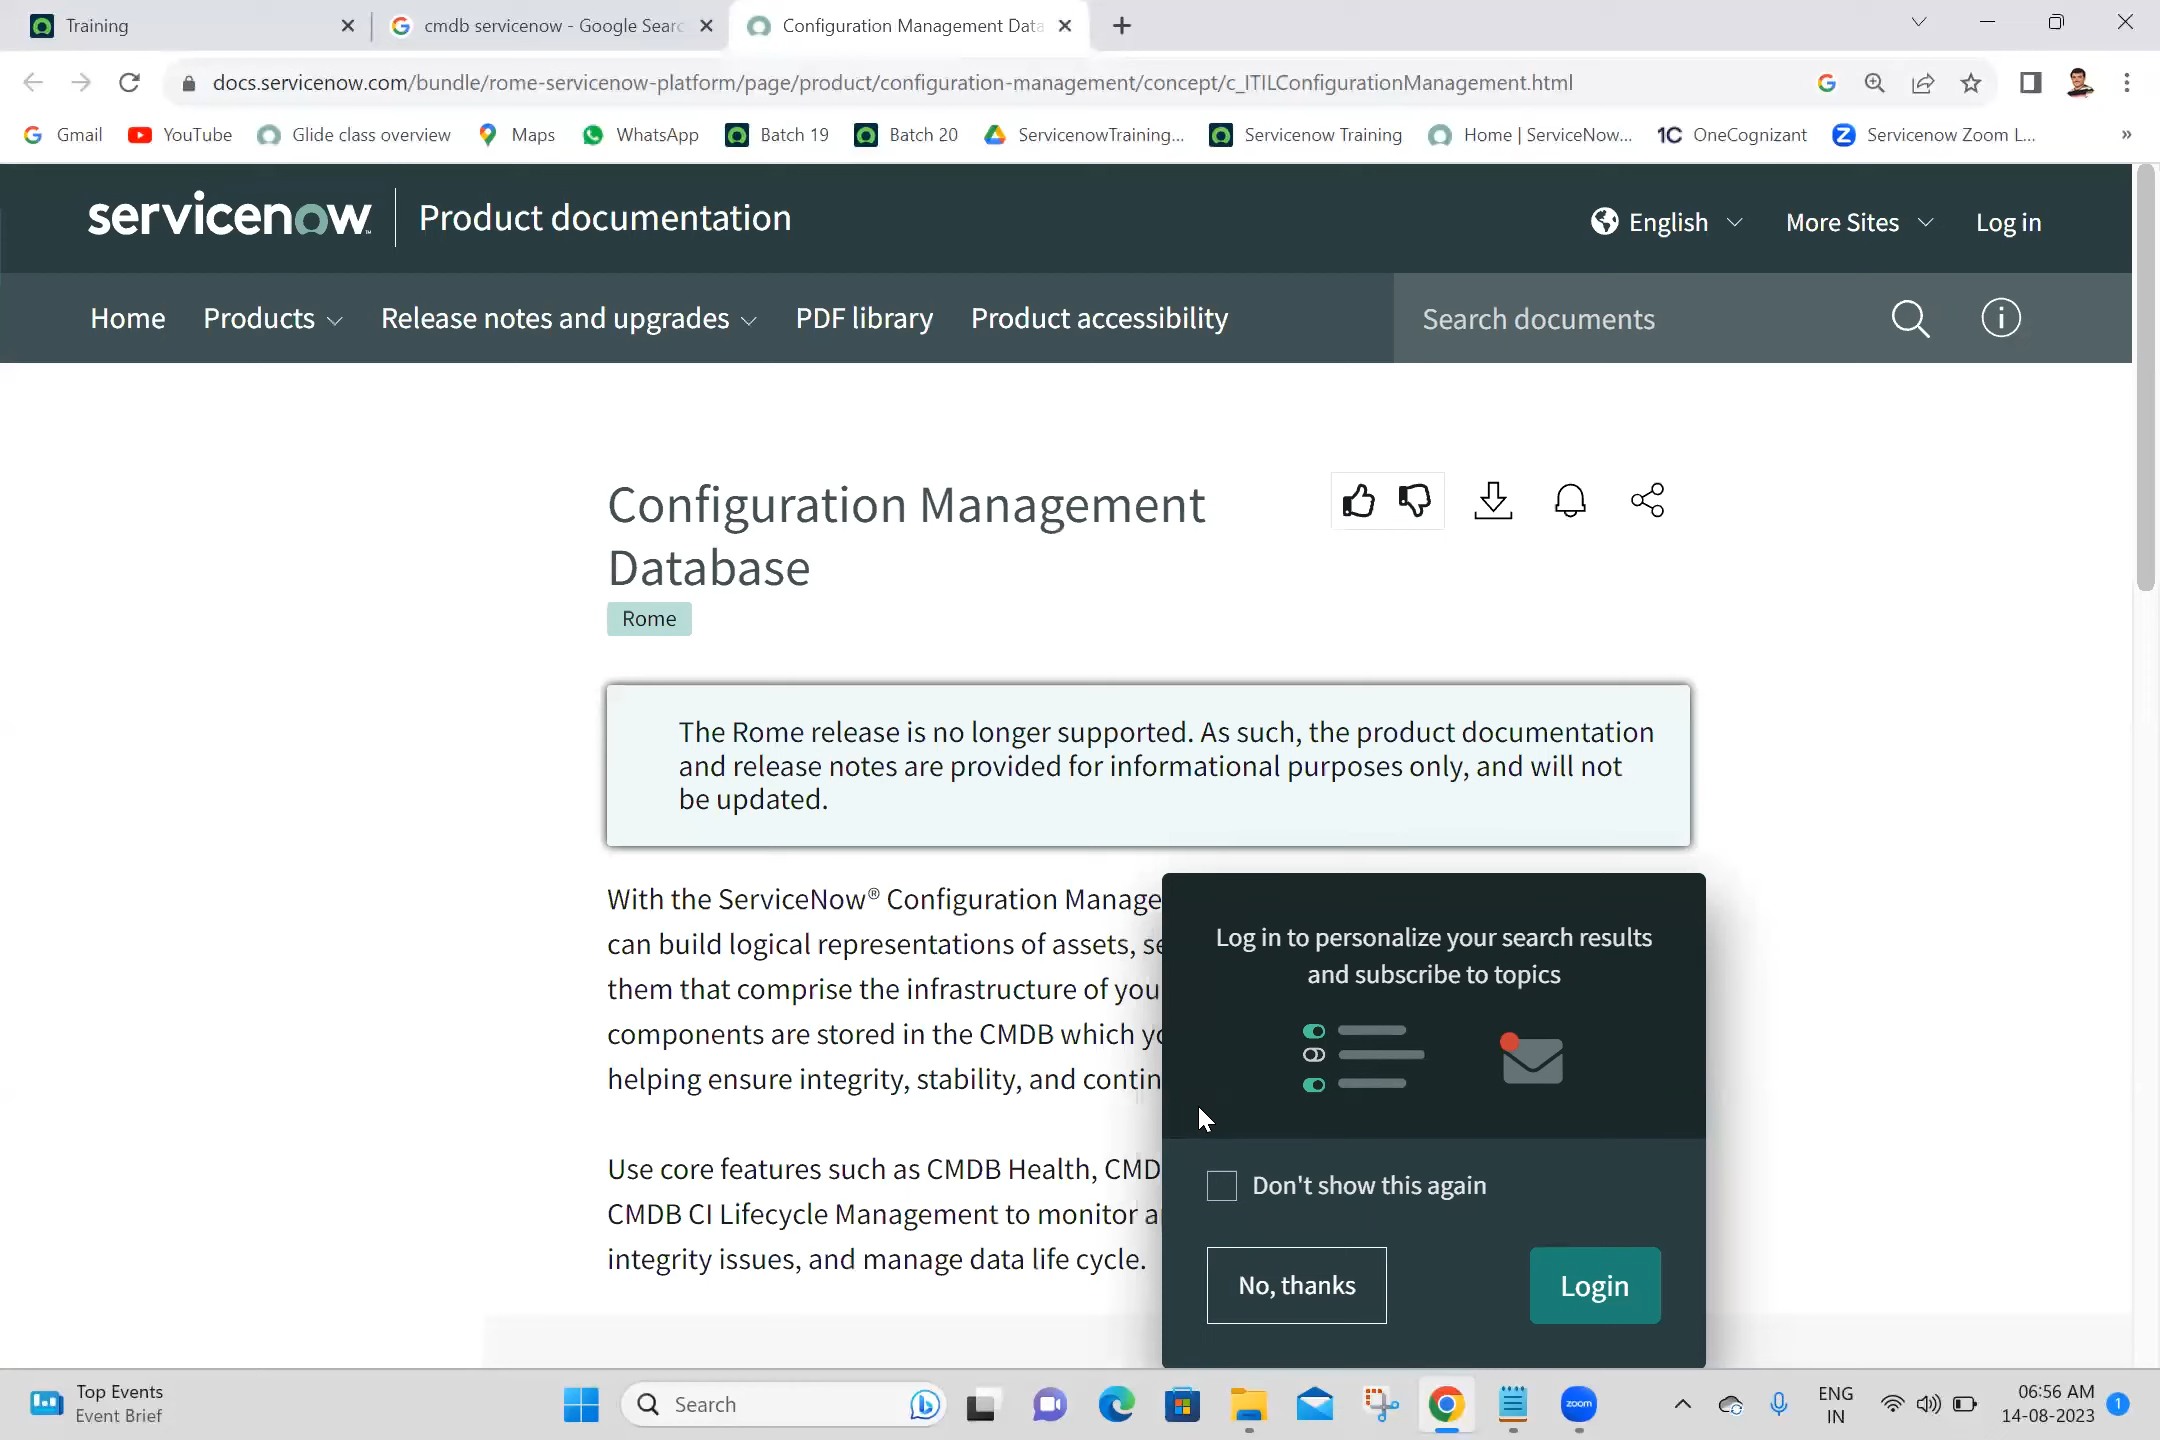 Training
cmdb servicenow - Google Searc
Configuration Management Data
docs.servicenow.com/bundle/rome-servicenow-platform/page/product/configuration-management/concept/c_ITILConfigurationManagement.html
Gmail YouTube Glide class overview Maps WhatsApp Batch 19 Batch 20 ServicenowTraining... Servicenow Training Home | ServiceNow... 1C OneCognizant Servicenow Zoom L... »
servicenow Product documentation
English More Sites Log in
Home Products Release notes and upgrades PDF library Product accessibility Search documents
Configuration Management
Database
Rome
The Rome release is no longer supported. As such, the product documentation
and release notes are provided for informational purposes only, and will not
be updated.
With the ServiceNow® Configuration Manage
can build logical representations of assets, se
them that comprise the infrastructure of you
components are stored in the CMDB which yo
helping ensure integrity, stability, and contin
Use core features such as CMDB Health, CMD
CMDB CI Lifecycle Management to monitor a
integrity issues, and manage data life cycle.
Log in to personalize your search results
and subscribe to topics
Don't show this again
No, thanks
Login
Top Events
Event Brief
Search
zoom
ENG
IN
06:56 AM
14-08-2023
1